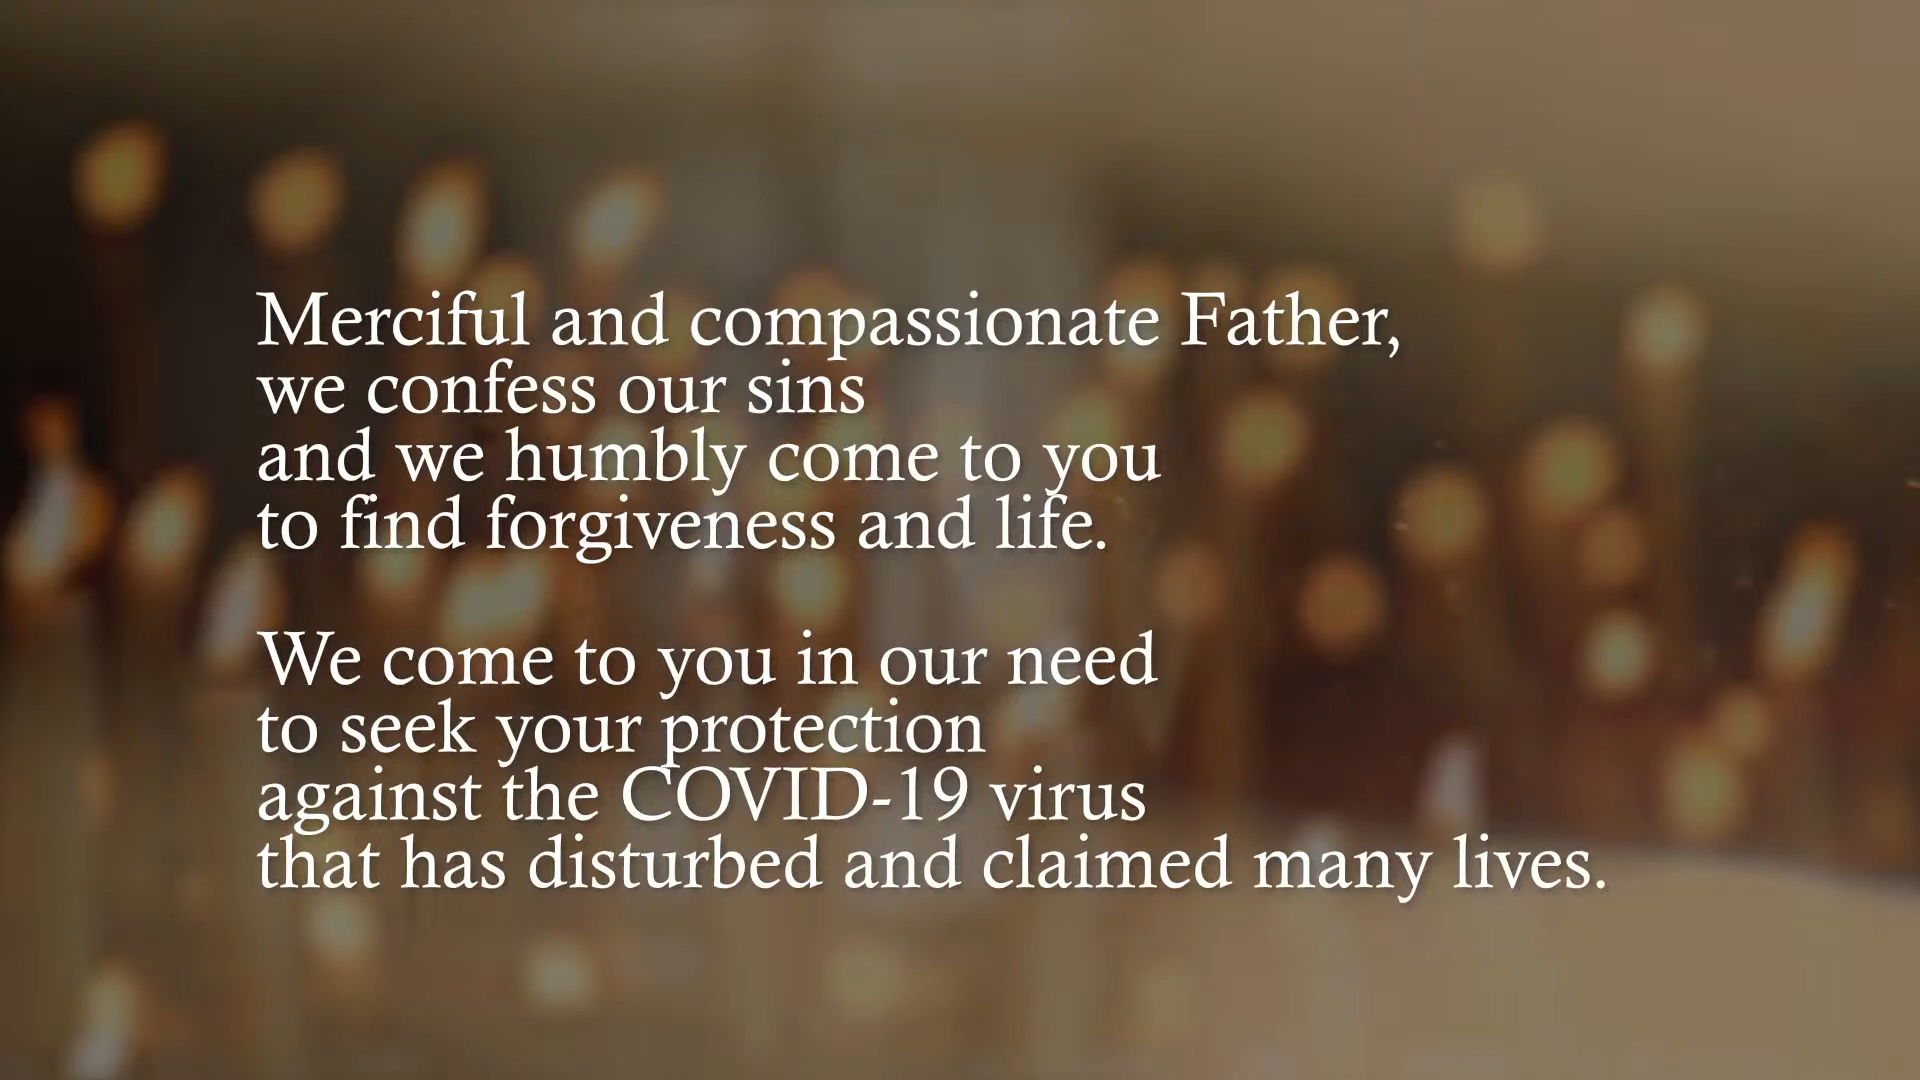 Merciful and compassionate Father,
we confess our sins
and we humbly come to you
to find forgiveness and life.
We come to you in our need
to seek your protection
against the COVID-19 virus
that has disturbed and claimed many lives.